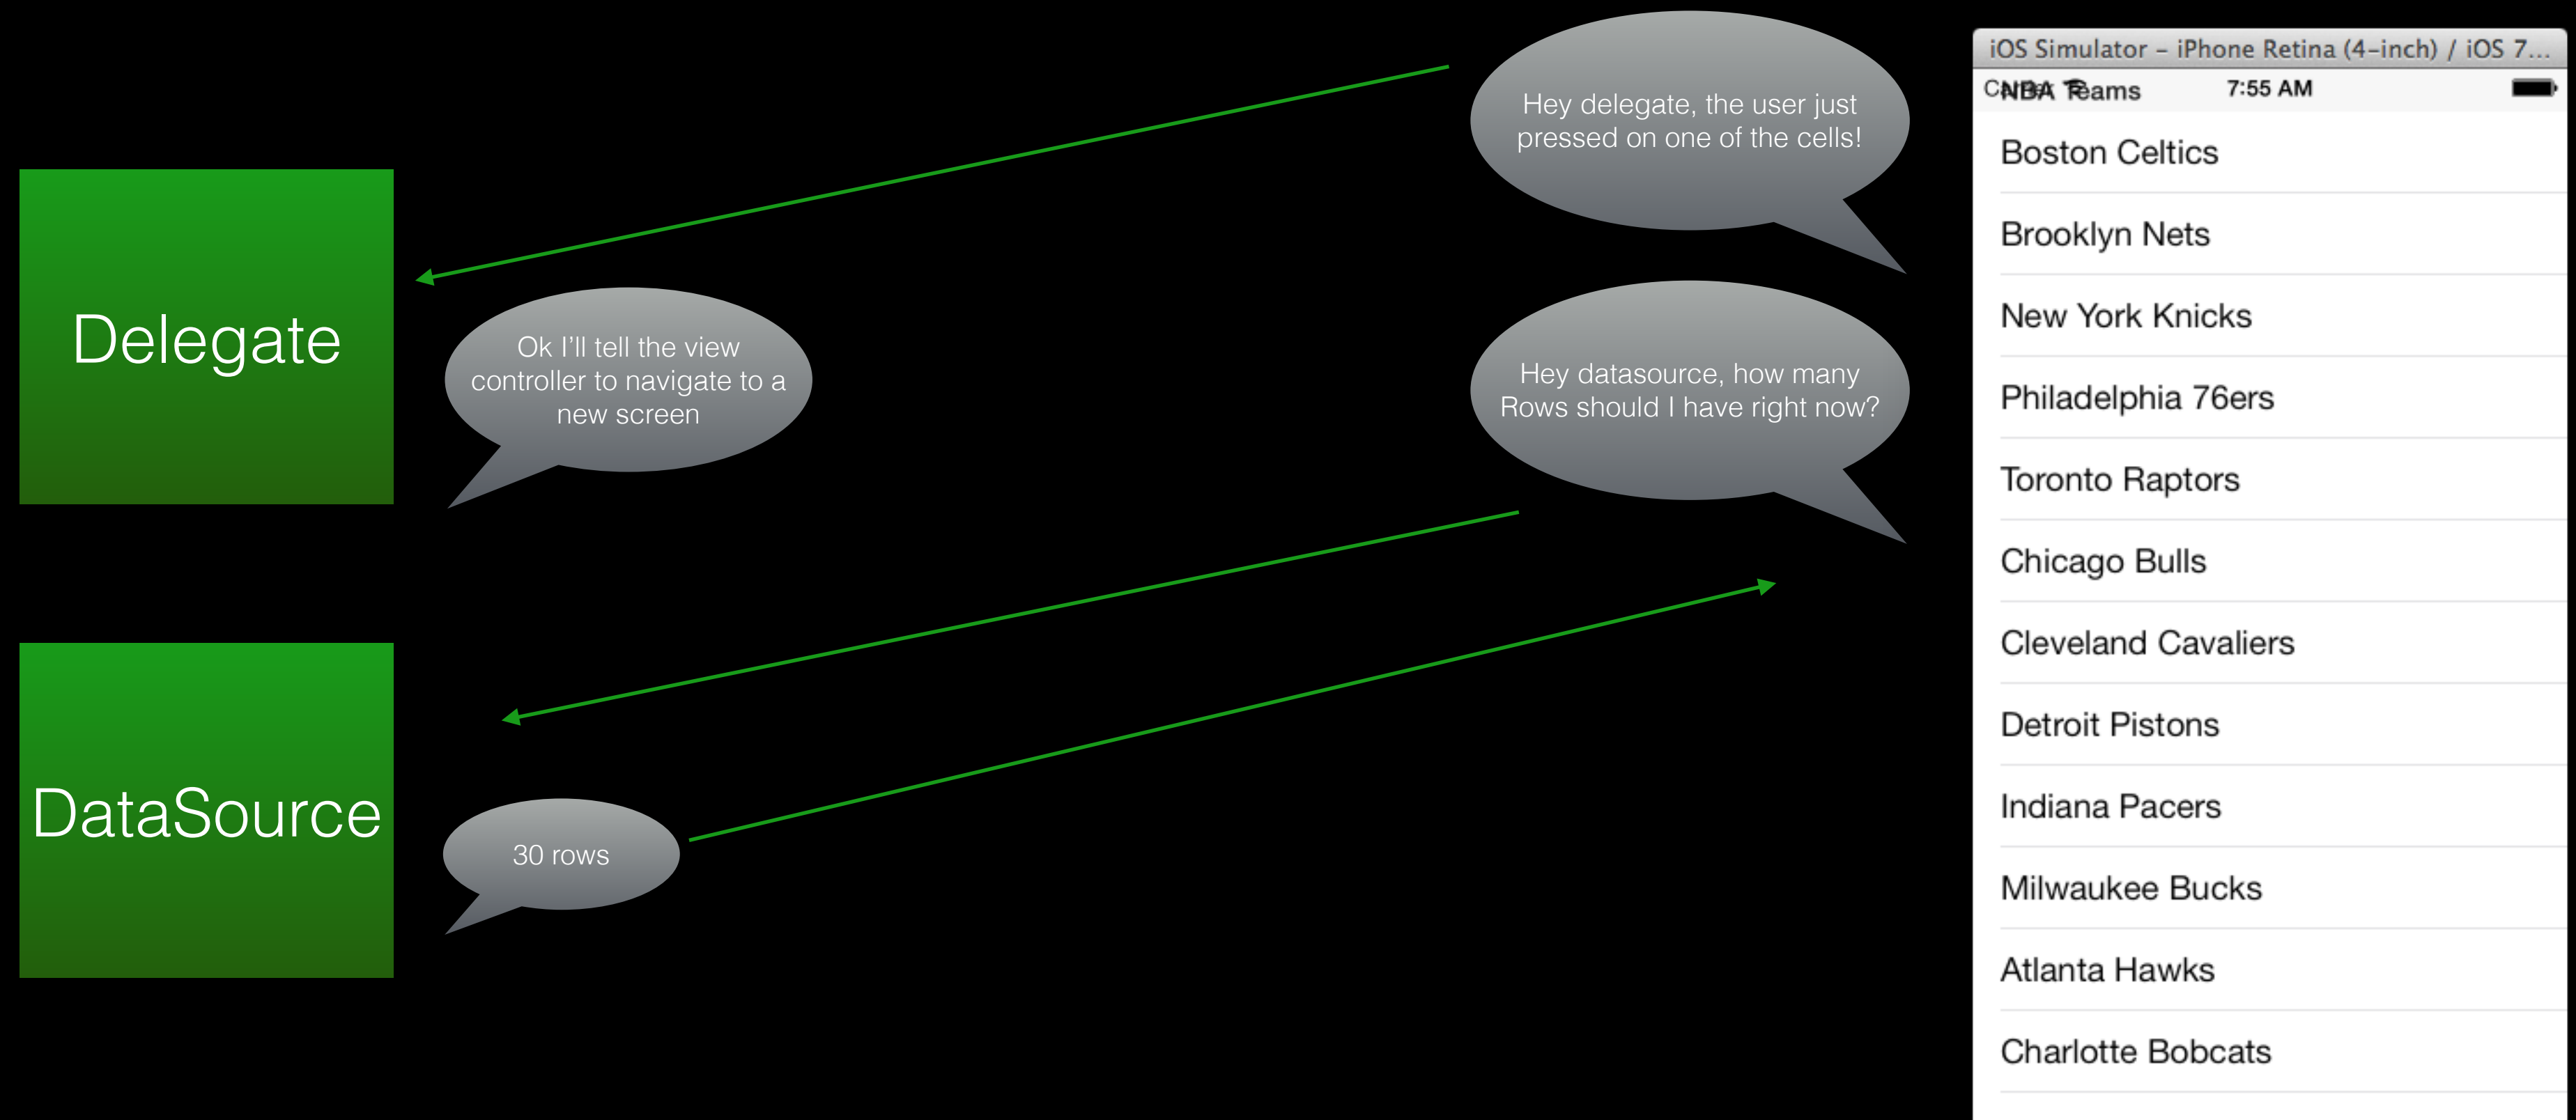 Delegate
Ok I'll tell the view
controller to navigate to a
new screen
Hey delegate, the user just
pressed on one of the cells!
Hey datasource, how many
Rows should I have right now?
DataSource
30 rows
iOS Simulator – iPhone Retina (4-inch) / iOS 7...
NBA Teams
7:55 AM
Boston Celtics
Brooklyn Nets
New York Knicks
Philadelphia 76ers
Toronto Raptors
Chicago Bulls
Cleveland Cavaliers
Detroit Pistons
Indiana Pacers
Milwaukee Bucks
Atlanta Hawks
Charlotte Bobcats